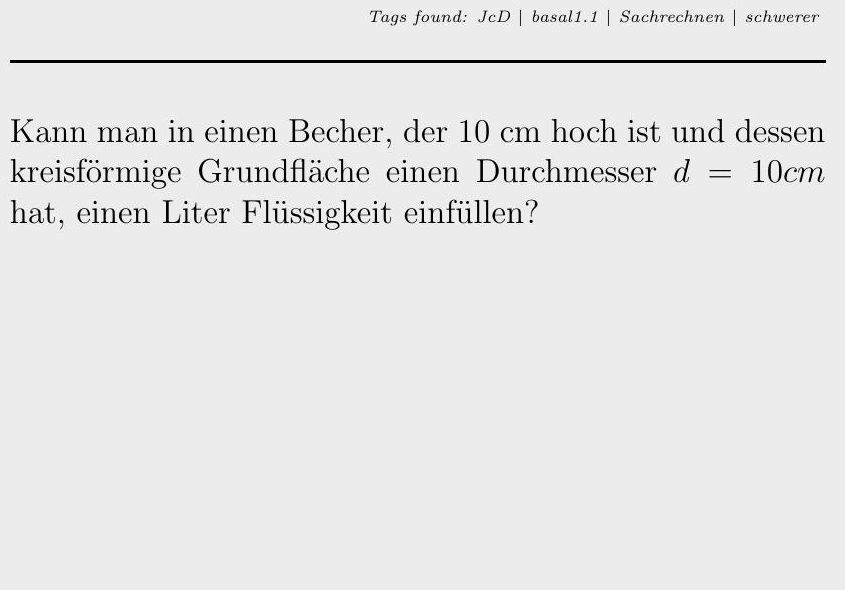 Tags found: JcD | basal1.1 | Sachrechnen | schwerer
Kann man in einen Becher, der 10 cm hoch ist und dessen
kreisförmige Grundfläche einen Durchmesser d = 10cm
hat, einen Liter Flüssigkeit einfüllen?